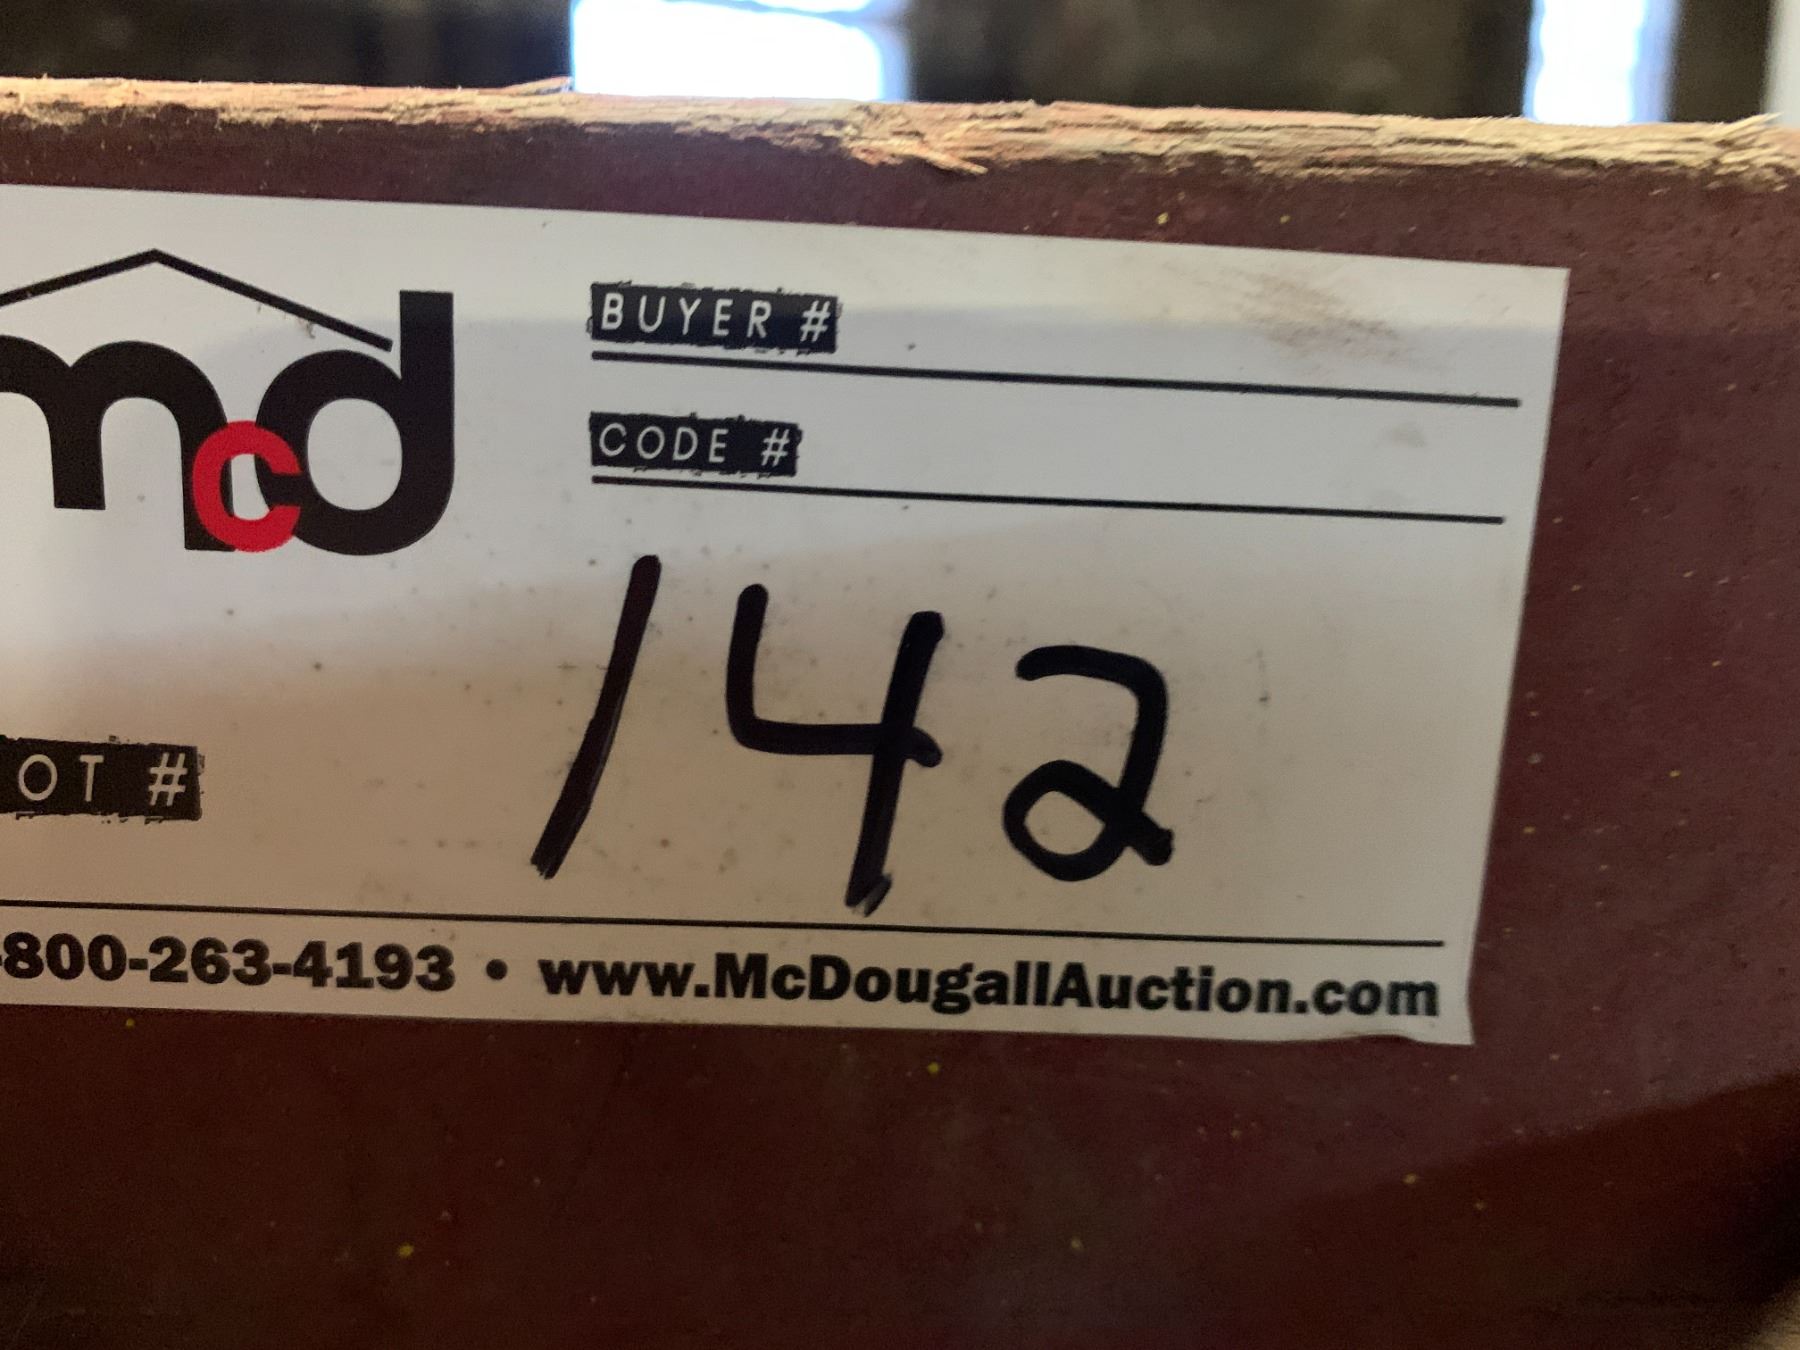 mcd
BUYER #
CODE #
OT # 142
-800-263-4193 • www.McDougallAuction.com